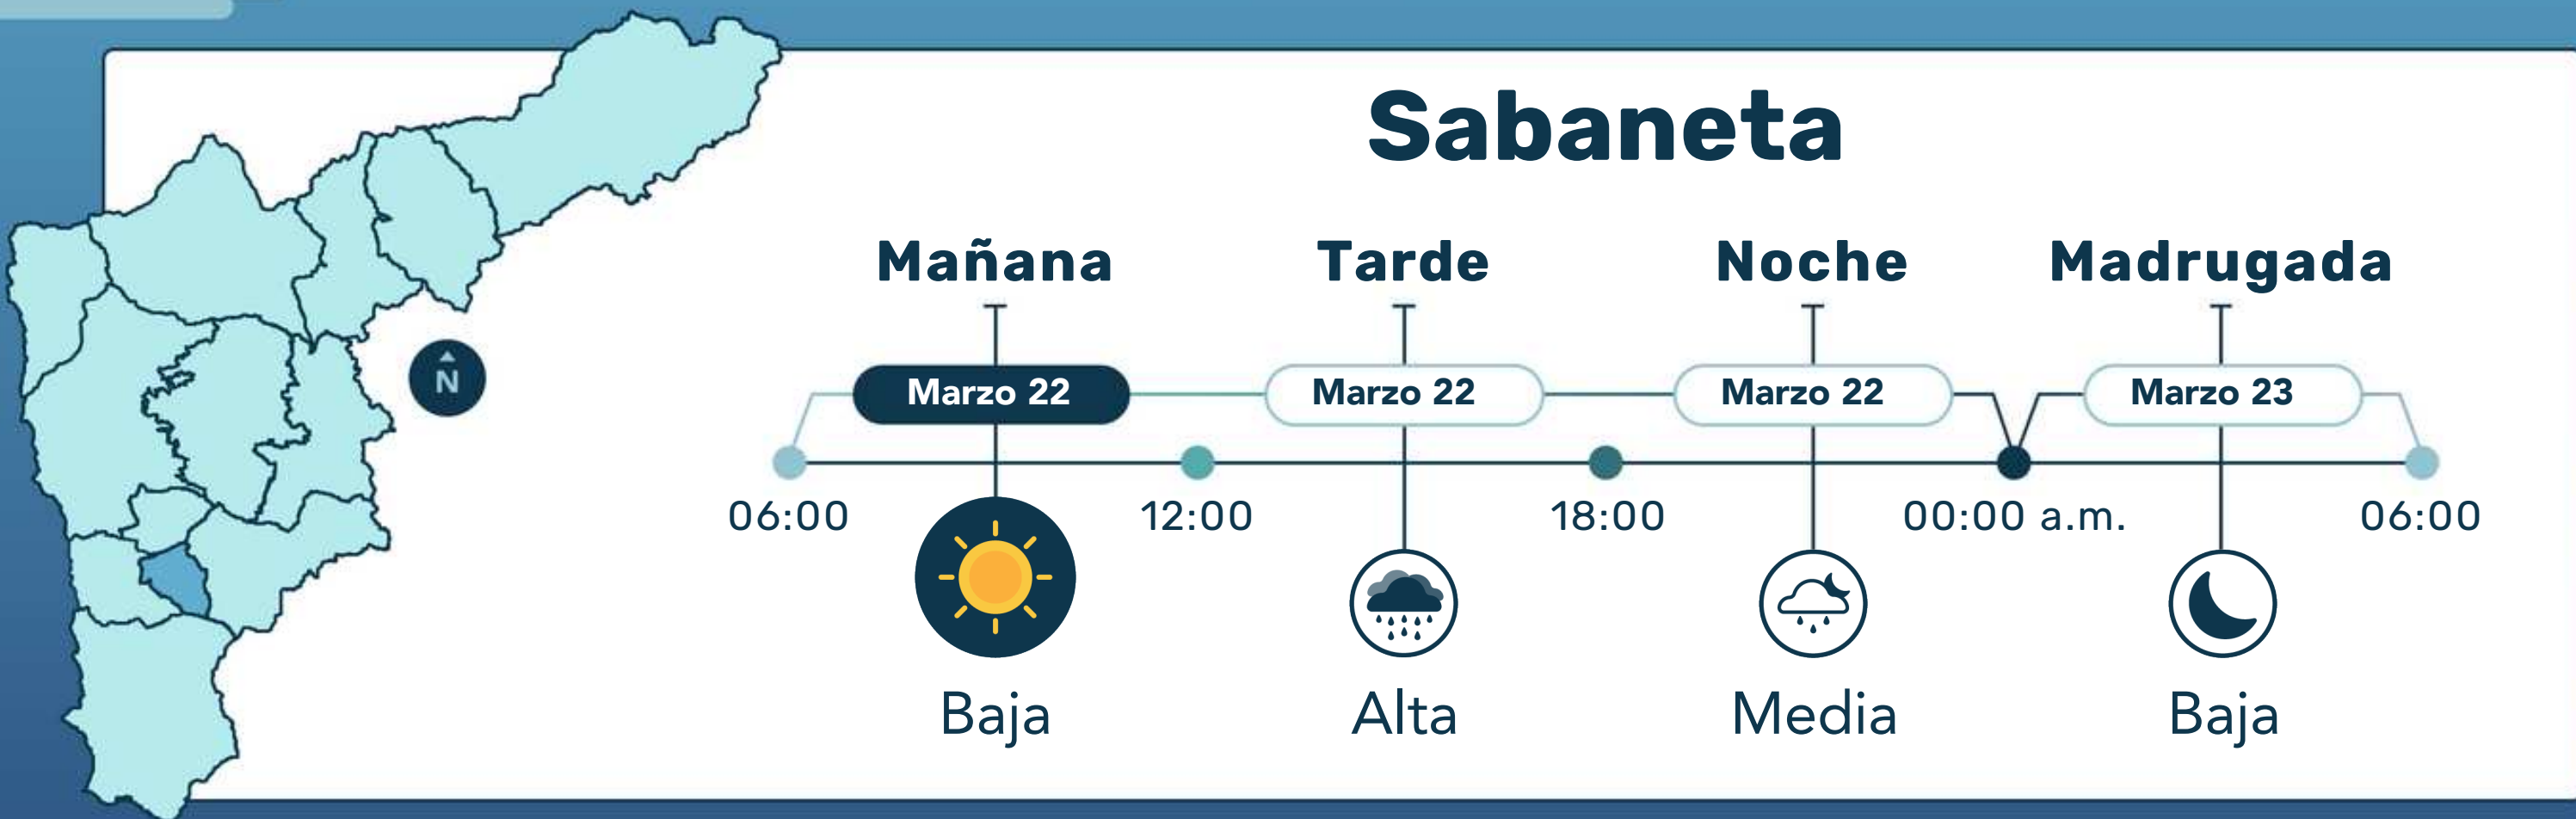 Sabaneta
Mañana Tarde Noche Madrugada
Marzo 22 Marzo 22 Marzo 22 Marzo 23
N
06:00 12:00 18:00 00:00 a.m. 06:00
Baja Alta Media Baja